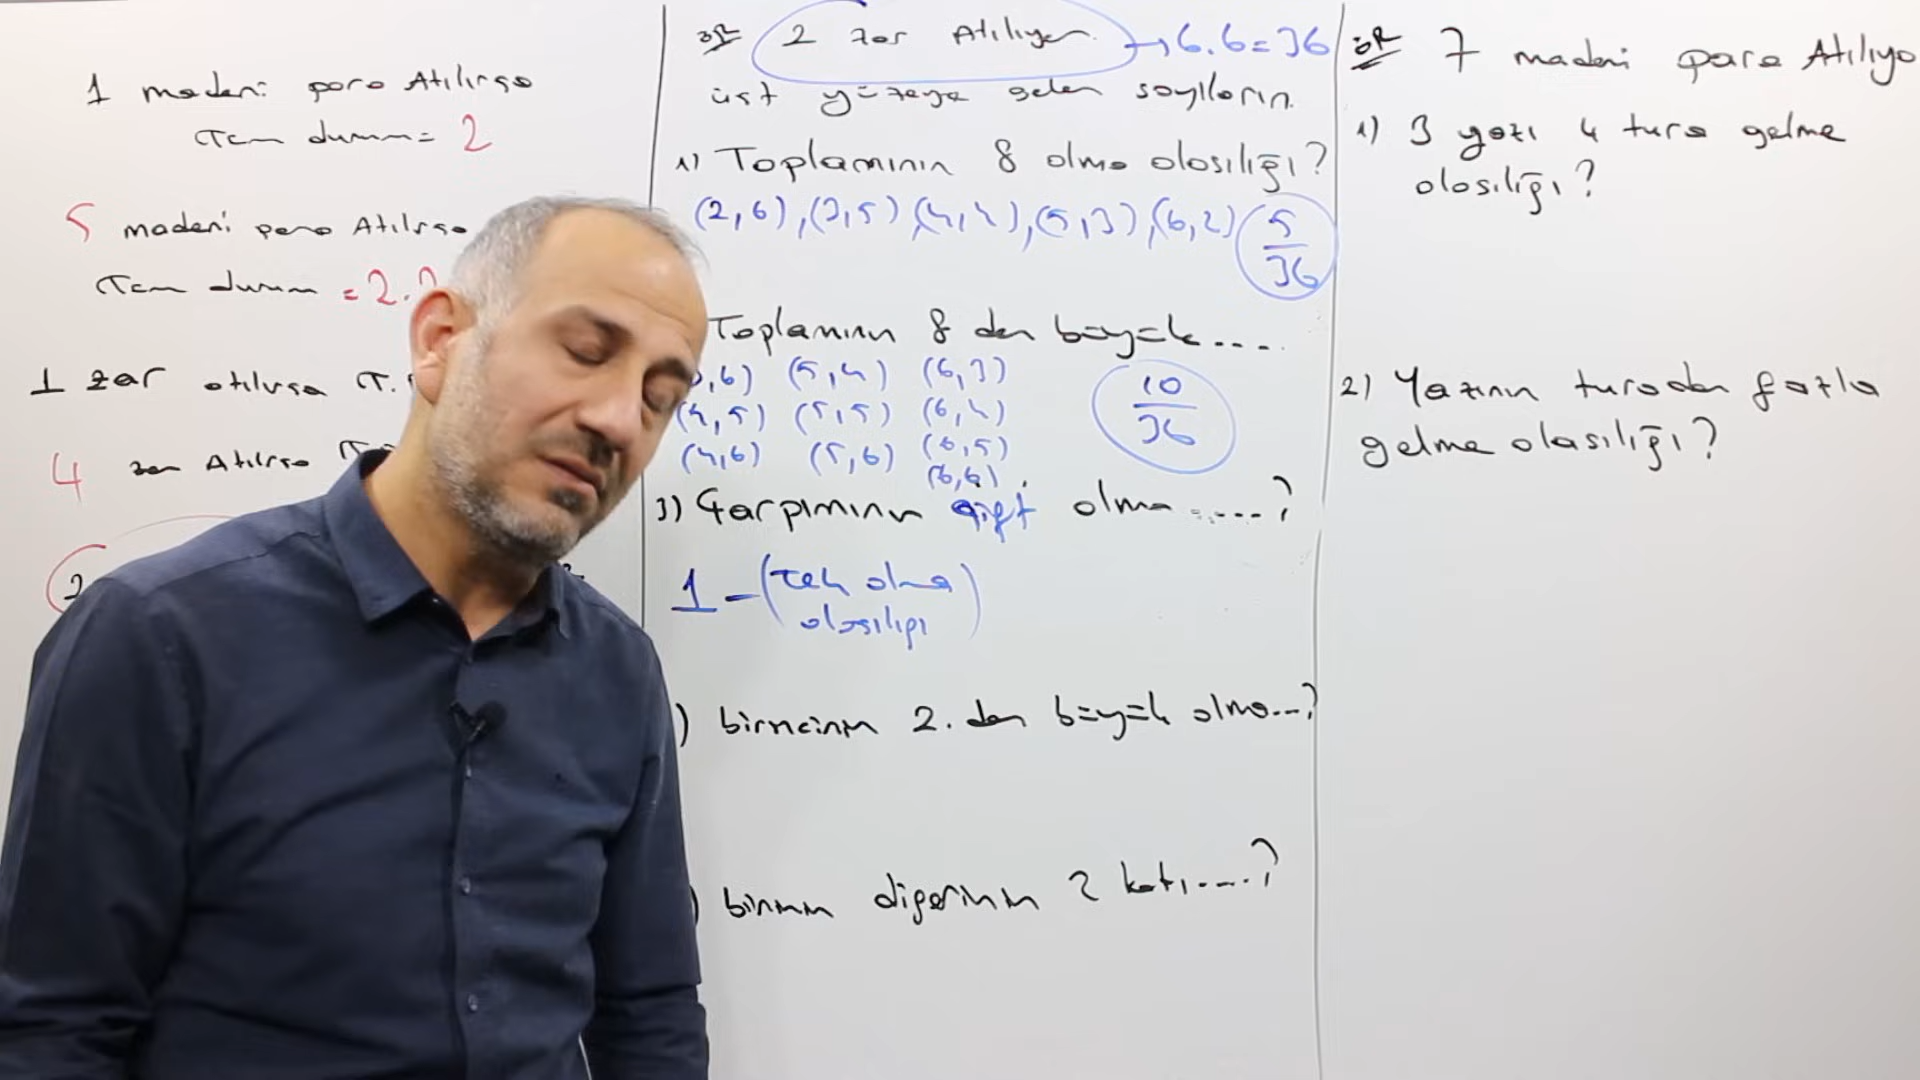 1 madeni para Atılırsa
Tüm durum = 2
5 madeni para Atılırsa
Tüm durum = 2.2
1 zar atılırsa T.
4 zar Atılırsa
2
ÖR 2 zar Atılıyor. → 6.6=36
üst yüzeye gelen sayıların.
1) Toplamının 8 olma olasılığı?
(2,6), (3,5) (4,4), (5,3), (6,2) 5/36
Toplamının 8 den büyük....
,6) (5,4) (6,3)
(4,5) (5,5) (6,4)
(4,6) (5,6) (6,5)
(6,6)
10/36
3) Çarpımının çift olma .....?
1 - (Tek olma olasılığı)
) birincinin 2. den büyük olma...?
) birinin diğerinin 2 katı.....?
ÖR 7 madeni para Atılıyo
1) 3 yazı 4 tura gelme
olasılığı?
2) Yazının turadan fazla
gelme olasılığı?